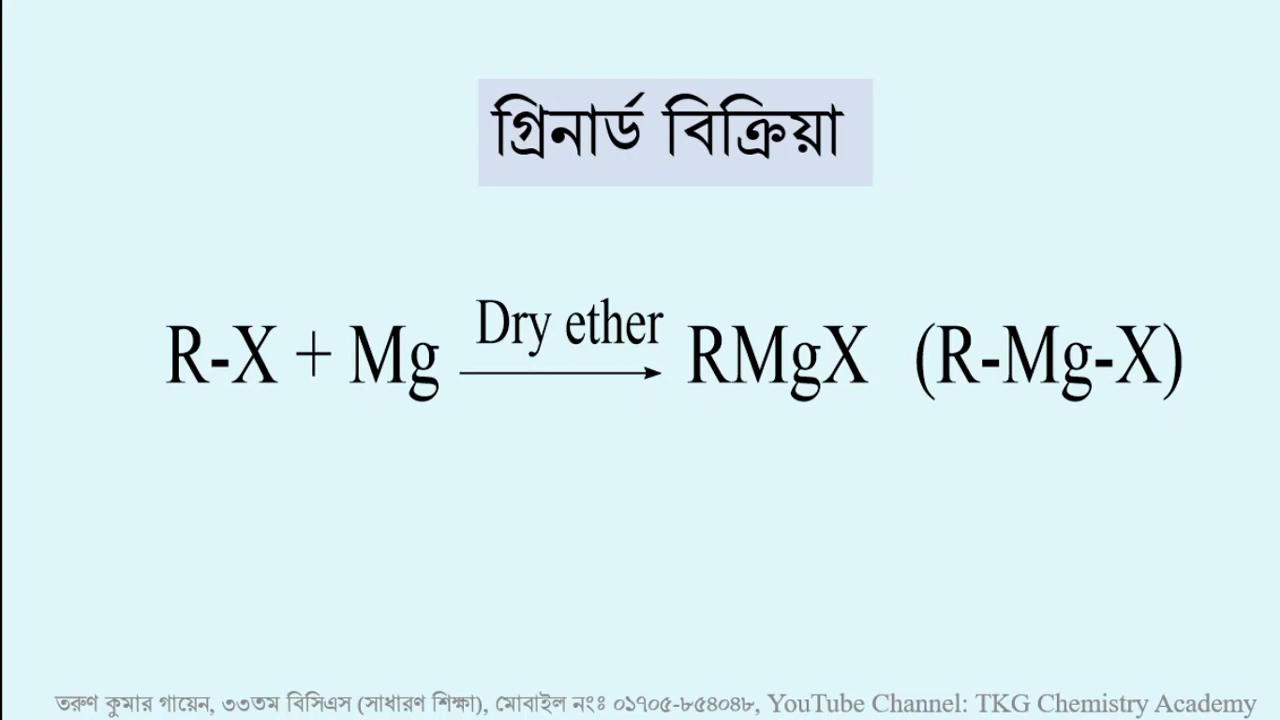 গ্রিনার্ড বিক্রিয়া
Dry ether
R-X + Mg RMgX (R-Mg-X)
তরুণ কুমার গায়েন, ৩৩তম বিসিএস (সাধারণ শিক্ষা), মোবাইল নংঃ ০১৭০৫-৮৫৪০৪৮, YouTube Channel: TKG Chemistry Academy